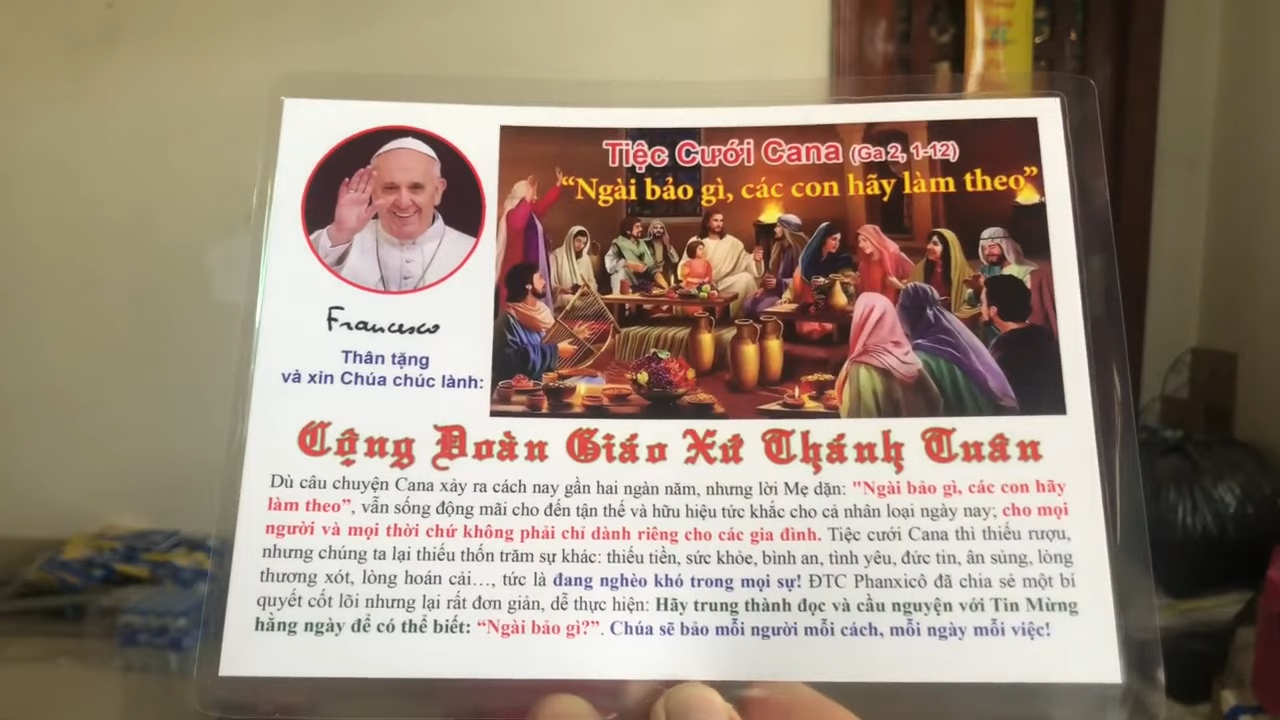 Tiệc Cưới Cana (Ga 2, 1-12)
“Ngài bảo gì, các con hãy làm theo”
Francesco
Thân tặng
và xin Chúa chúc lành:
Cộng Đoàn Giáo Xứ Thánh Tuân
Dù câu chuyện Cana xảy ra cách nay gần hai ngàn năm, nhưng lời Mẹ dặn: "Ngài bảo gì, các con hãy
làm theo”, vẫn sống động mãi cho đến tận thế và hữu hiệu tức khắc cho cả nhân loại ngày nay; cho mọi
người và mọi thời chứ không phải chỉ dành riêng cho các gia đình. Tiệc cưới Cana thì thiếu rượu,
nhưng chúng ta lại thiếu thốn trăm sự khác: thiếu tiền, sức khỏe, bình an, tình yêu, đức tin, ân sủng, lòng
thương xót, lòng hoán cải…, tức là đang nghèo khó trong mọi sự! ĐTC Phanxicô đã chia sẻ một bí
quyết cốt lõi nhưng lại rất đơn giản, dễ thực hiện: Hãy trung thành đọc và cầu nguyện với Tin Mừng
hằng ngày để có thể biết: “Ngài bảo gì?”. Chúa sẽ bảo mỗi người mỗi cách, mỗi ngày mỗi việc!